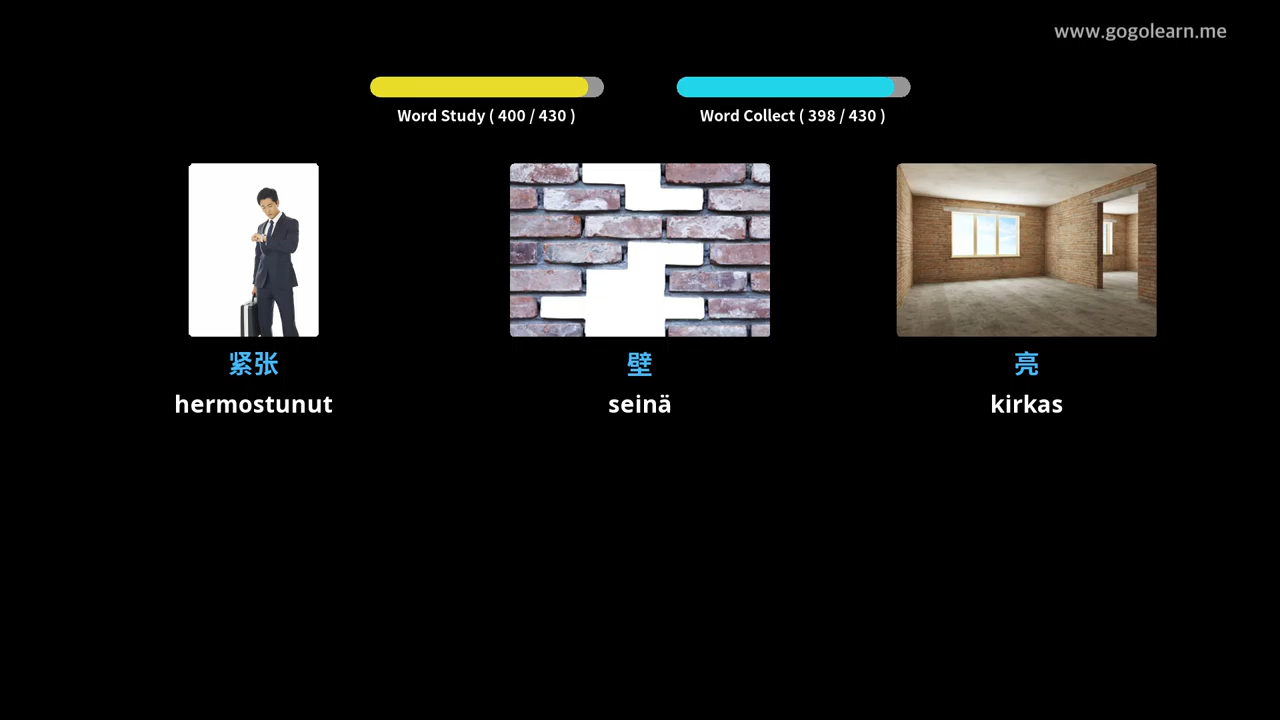 www.gogolearn.me
Word Study ( 400 / 430 )
Word Collect ( 398 / 430 )
紧张
壁
亮
hermostunut
seinä
kirkas